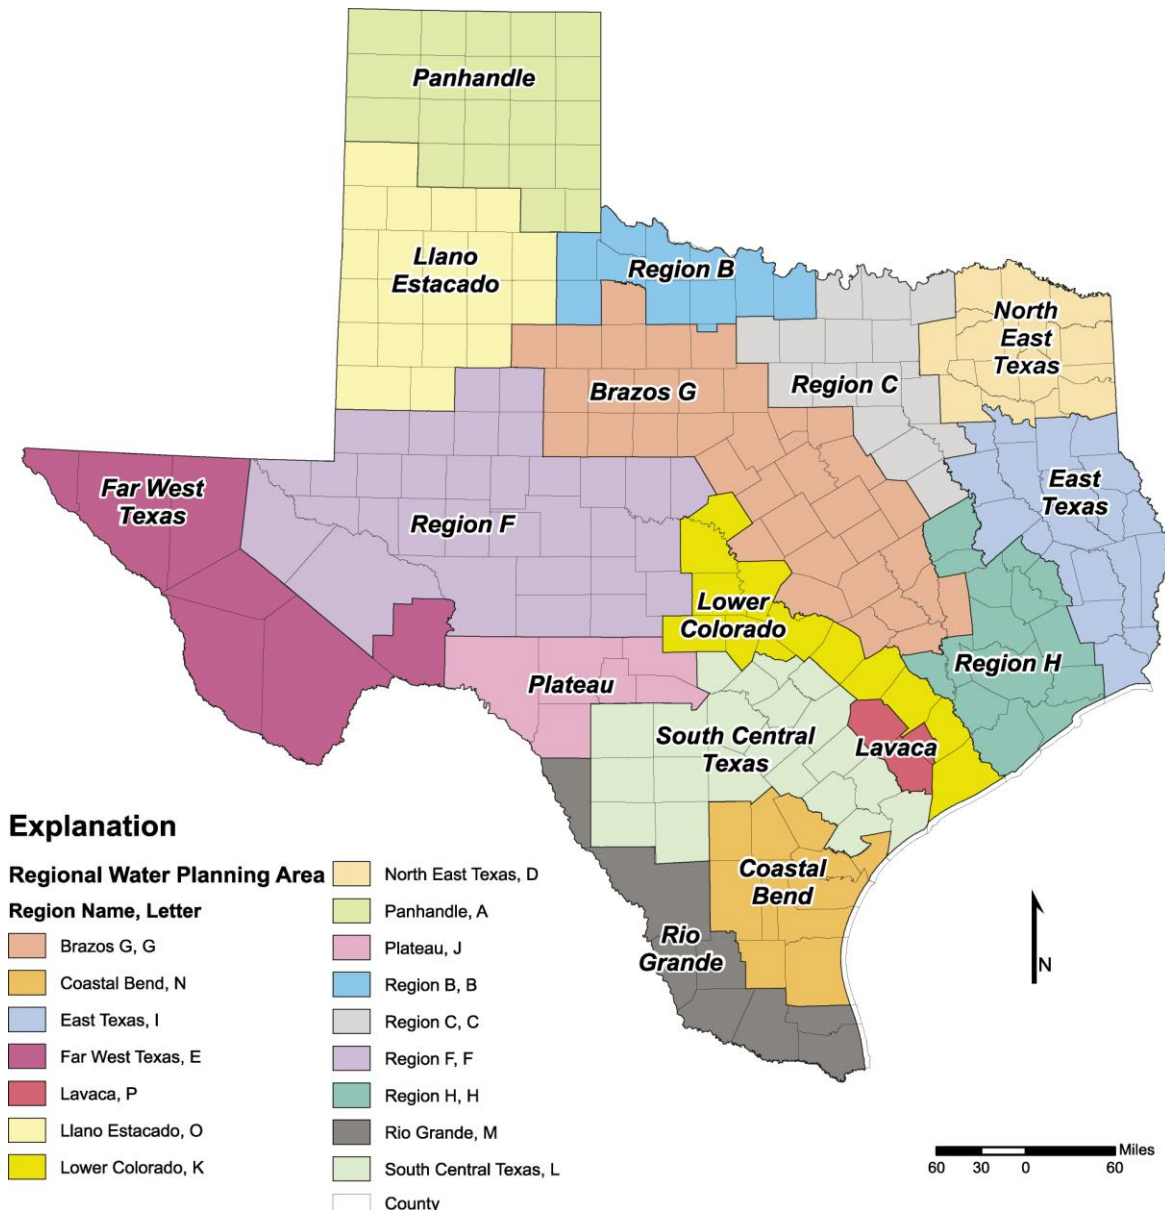 Panhandle
Llano
Estacado
Region B
North
East
Texas
Brazos G
Region C
Far West
Texas
Region F
East
Texas
Lower
Colorado
Region H
Plateau
South Central
Texas
Lavaca
Coastal
Bend
Rio
Grande
Explanation
Regional Water Planning Area
Region Name, Letter
Brazos G, G
Coastal Bend, N
East Texas, I
Far West Texas, E
Lavaca, P
Llano Estacado, O
Lower Colorado, K
North East Texas, D
Panhandle, A
Plateau, J
Region B, B
Region C, C
Region F, F
Region H, H
Rio Grande, M
South Central Texas, L
County
N
Miles
60 30 0 60